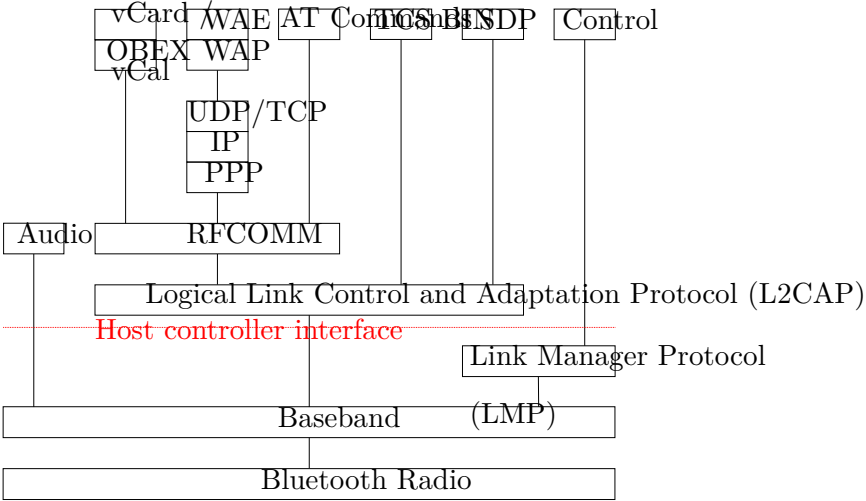 vCard /
WAE
AT Commands
TCS BIN
SDP
Control
OBEX
WAP
vCal
UDP/TCP
IP
PPP
Audio
RFCOMM
Logical Link Control and Adaptation Protocol (L2CAP)
Host controller interface
Link Manager Protocol
(LMP)
Baseband
Bluetooth Radio